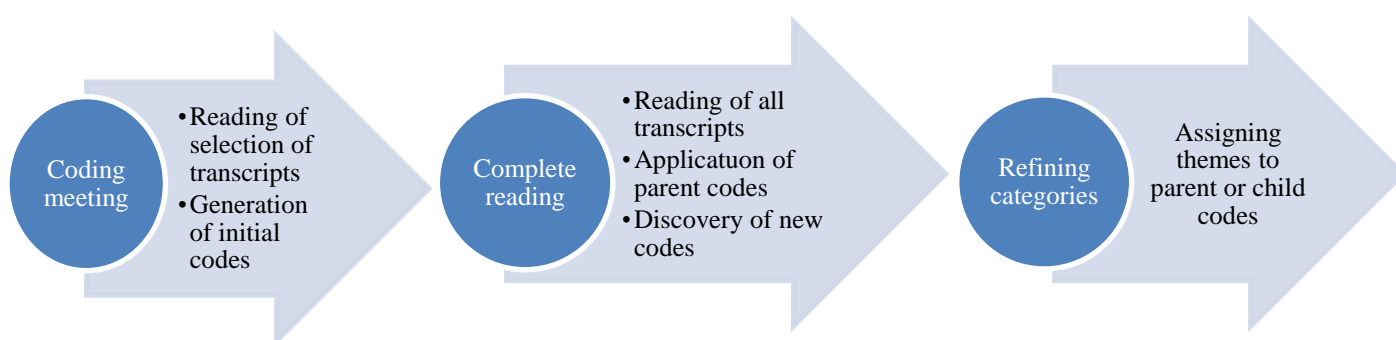 Coding
meeting
•Reading of
selection of
transcripts
•Generation
of initial
codes
Complete
reading
•Reading of all
transcripts
•Applicatuon of
parent codes
•Discovery of new
codes
Refining
categories
Assigning
themes to
parent or child
codes